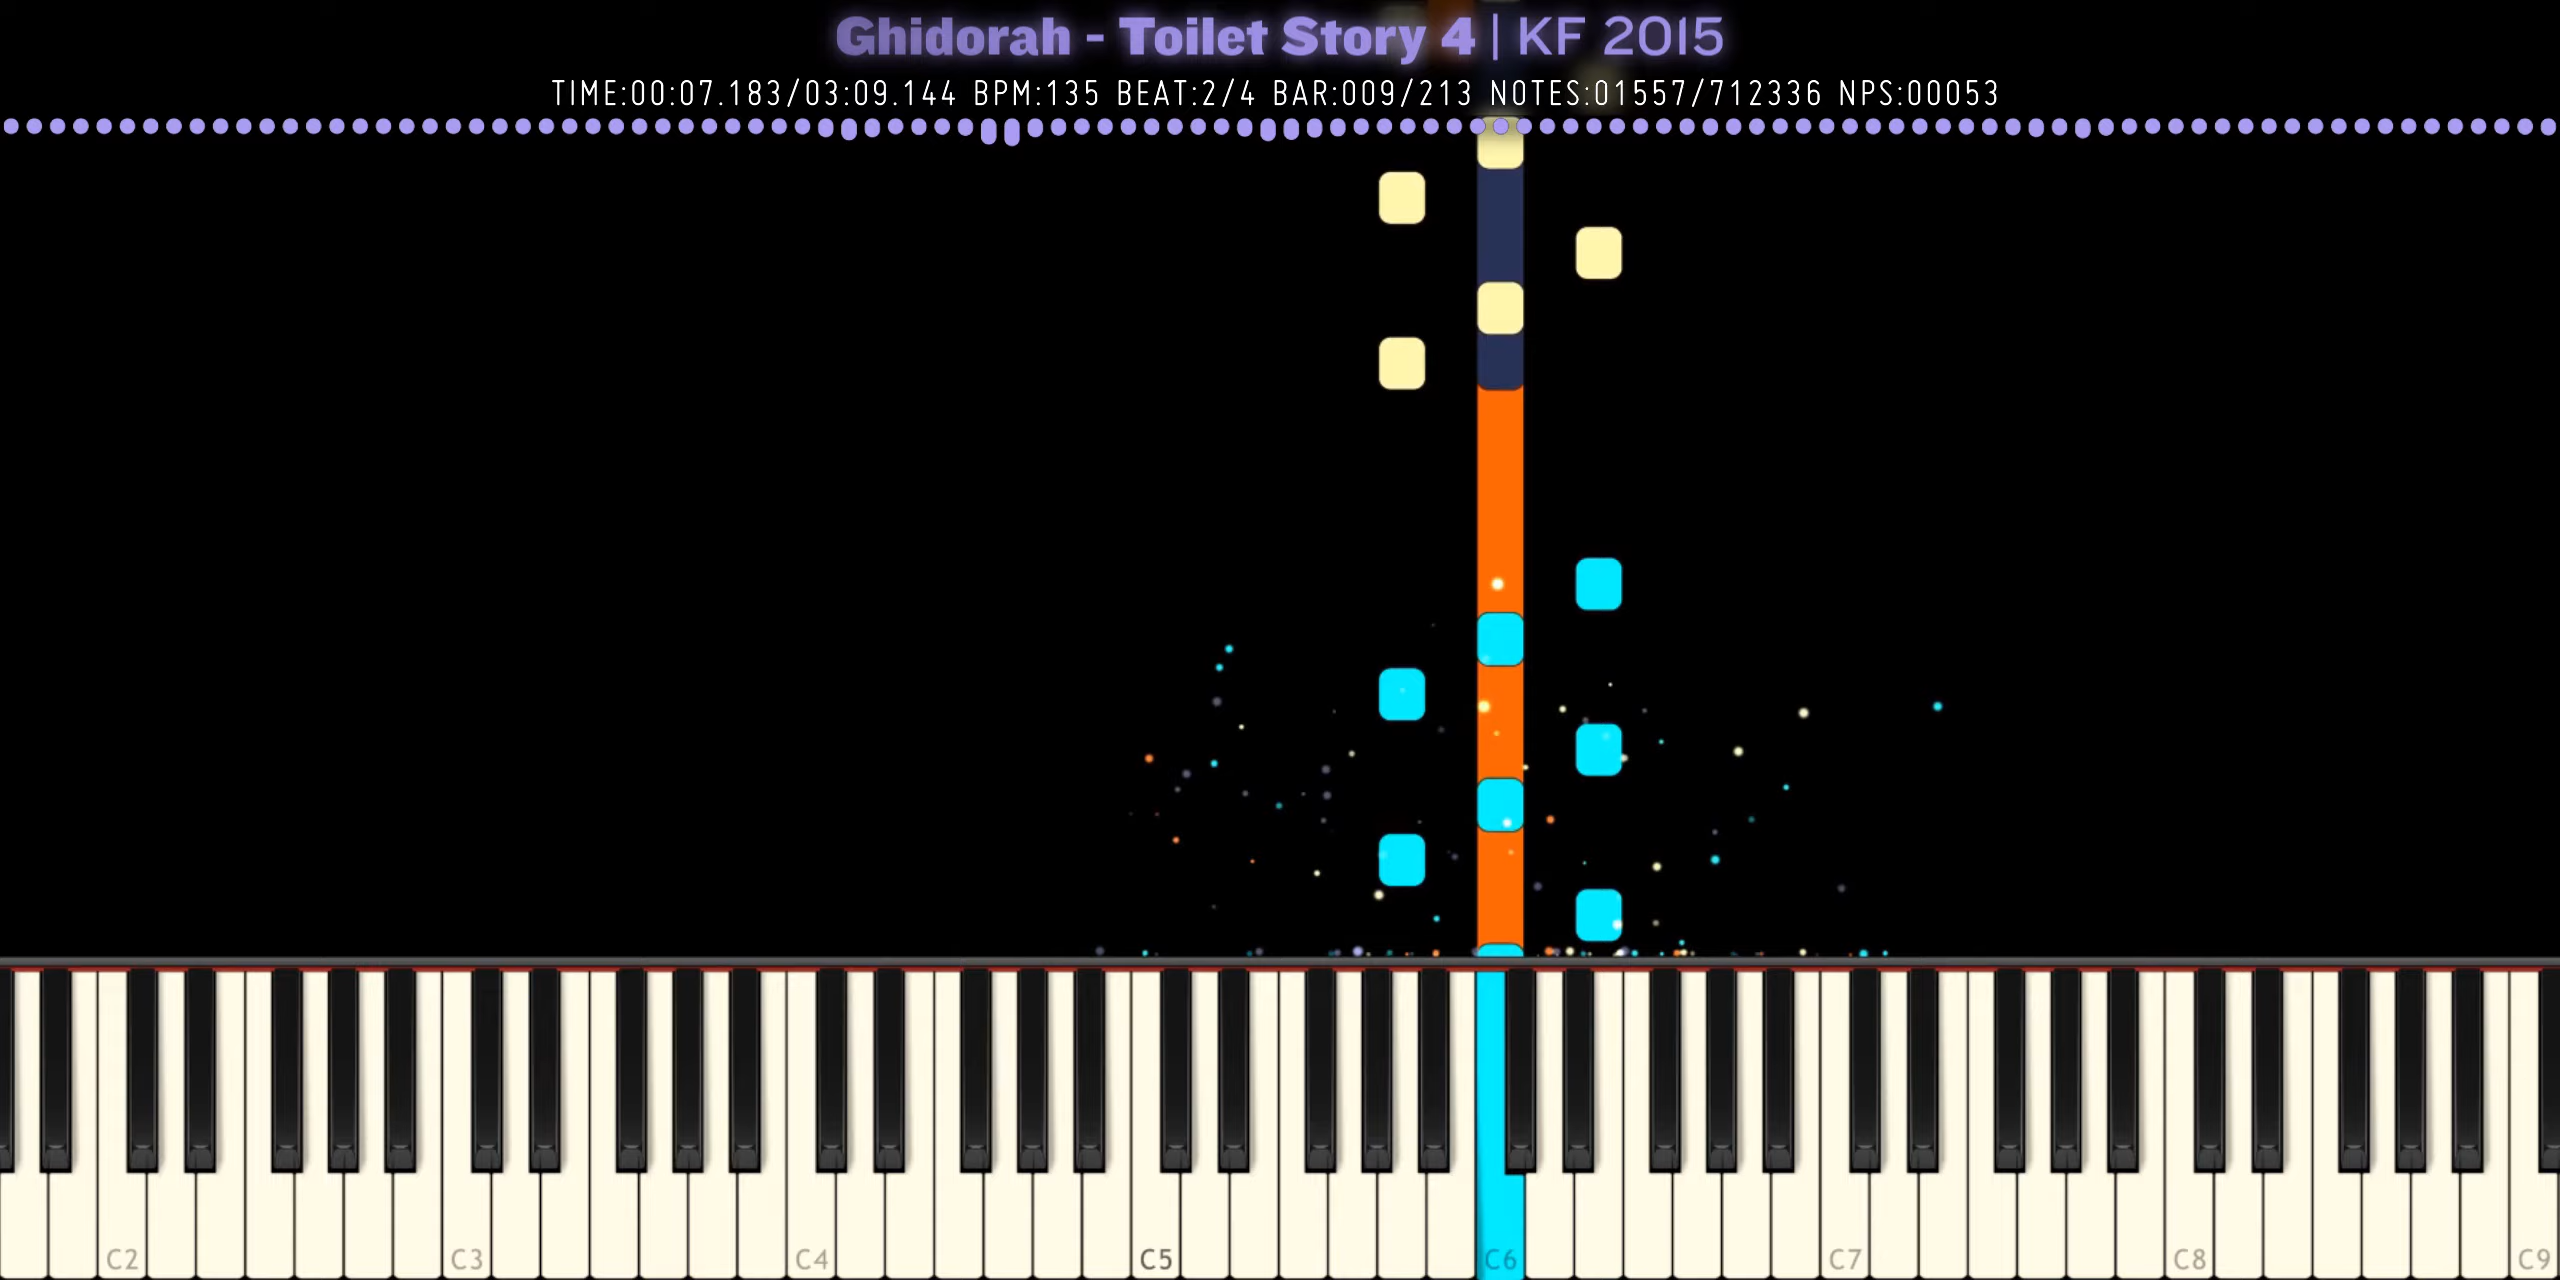 Ghidorah - Toilet Story 4 | KF 2015
TIME:00:07.183/03:09.144 BPM:135 BEAT:2/4 BAR:009/213 NOTES:01557/712336 NPS:00053
C2 C3 C4 C5 C6 C7 C8 C9